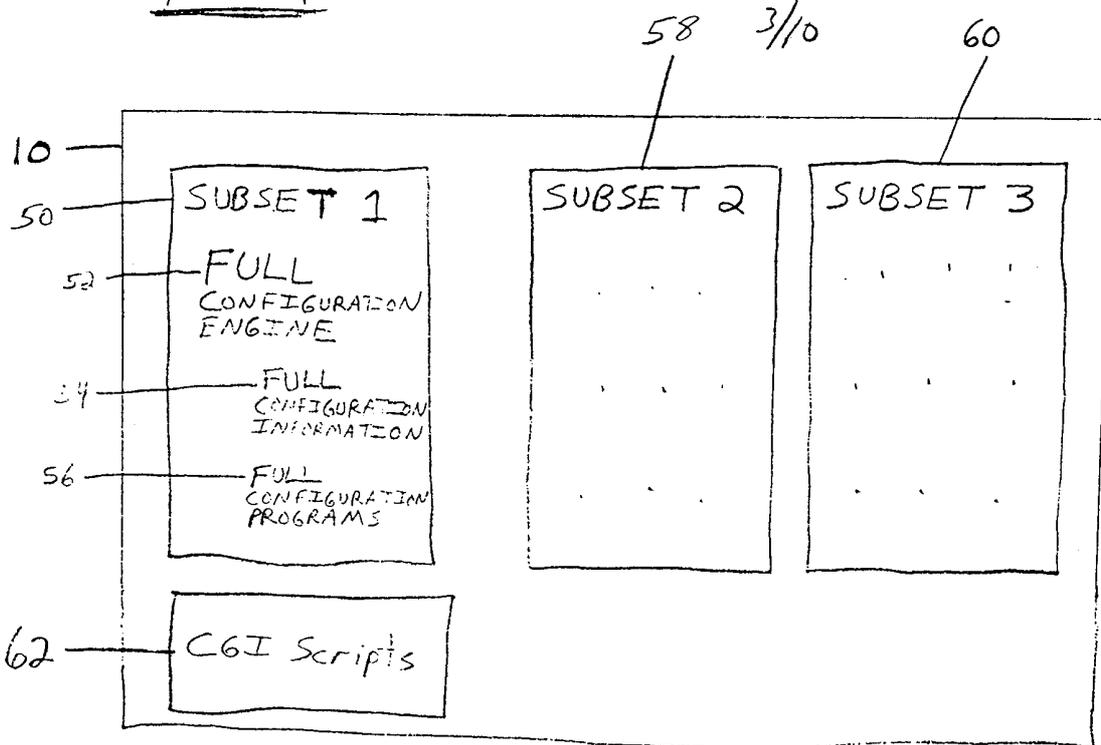 58 3/10 60
10
50
SUBSET 1
SUBSET 2
SUBSET 3
52
FULL
CONFIGURATION
ENGINE
FULL
CONFIGURATION
INFORMATION
56
FULL
CONFIGURATION
PROGRAMS
62
CGI Scripts